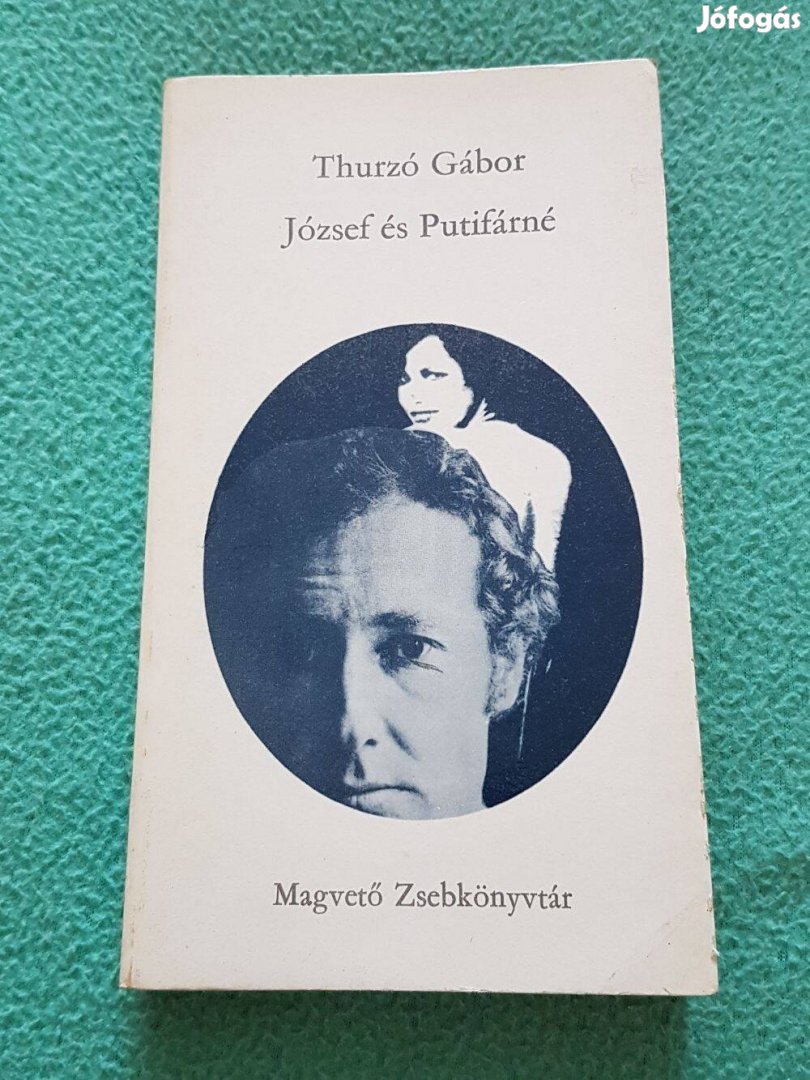 Jófogás
Thurzó Gábor
József és Putifárné
Magvető Zsebkönyvtár